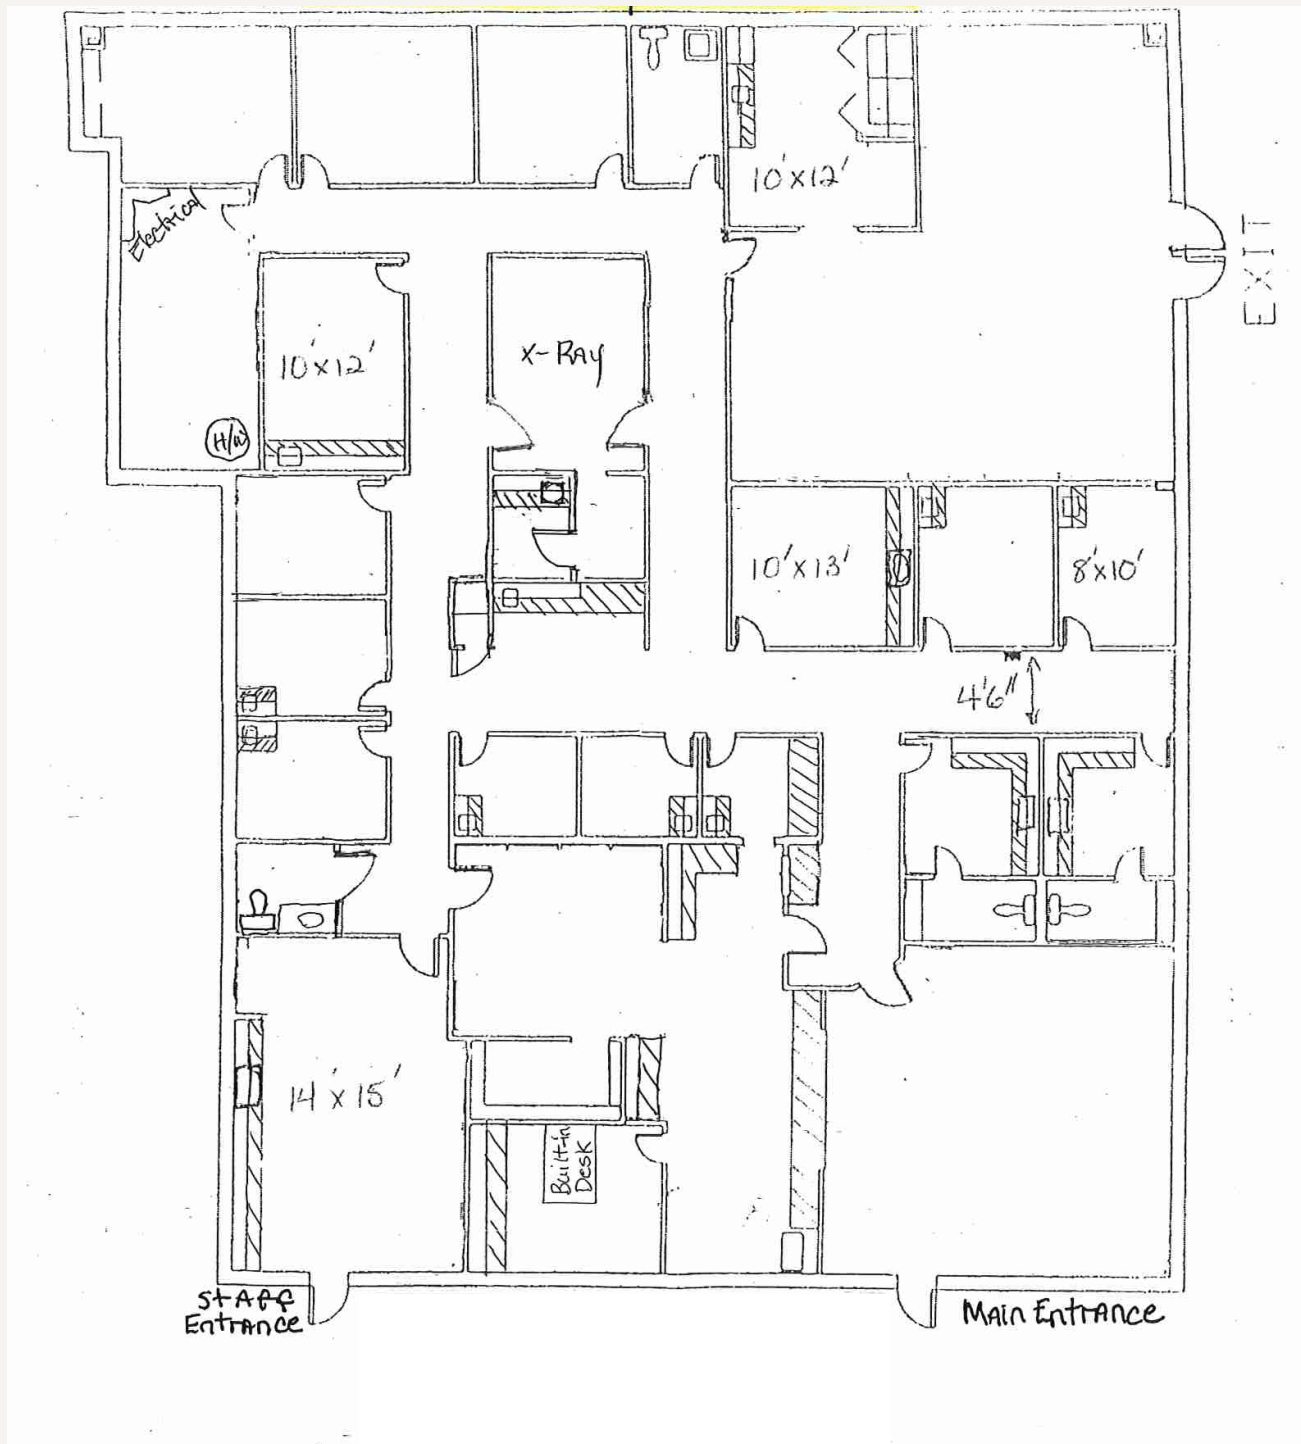 10'x12'
Electrical
EXIT
10'x12'
X-RAY
H/W
10'x13'
8'x10'
4'6"
14'x15'
Built-in
Desk
StAFF
EntrAnce
MAin EntrAnce